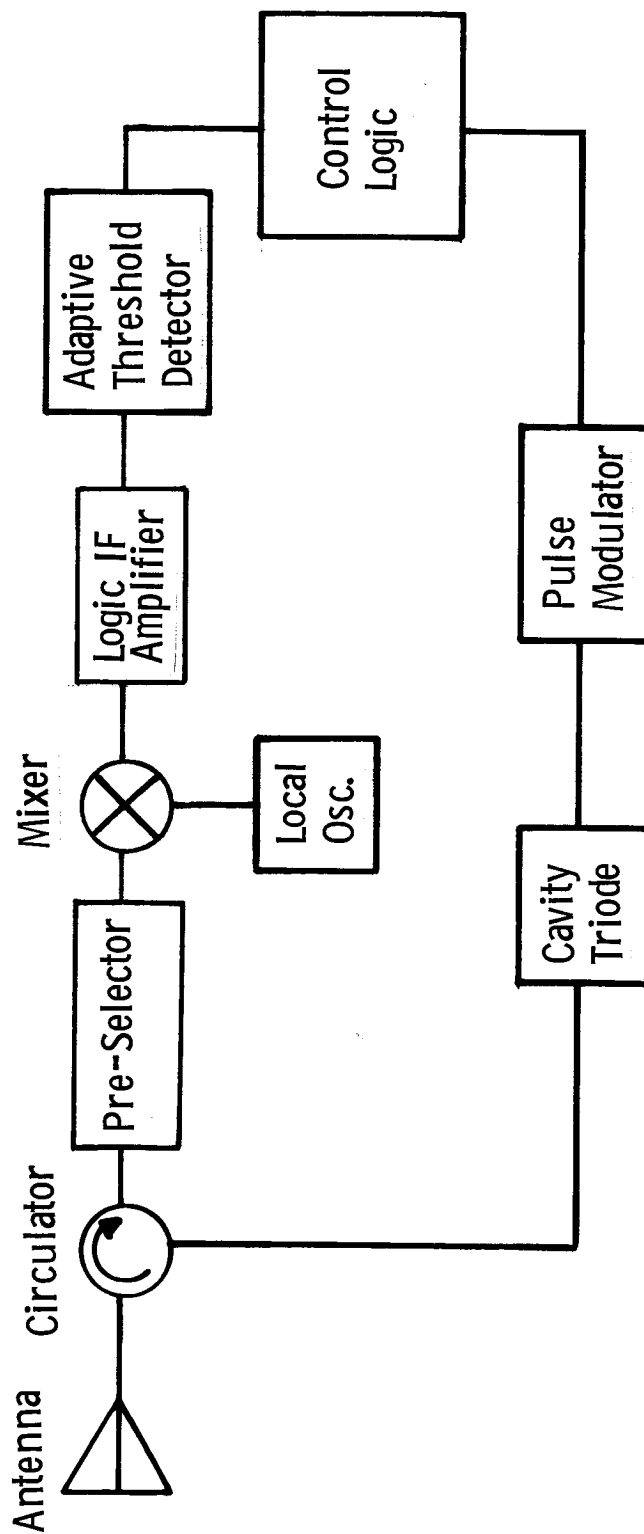 Antenna
Circulator
Pre-Selector
Mixer
Local
Osc.
Logic IF
Amplifier
Adaptive
Threshold
Detector
Control
Logic
Pulse
Modulator
Cavity
Triode